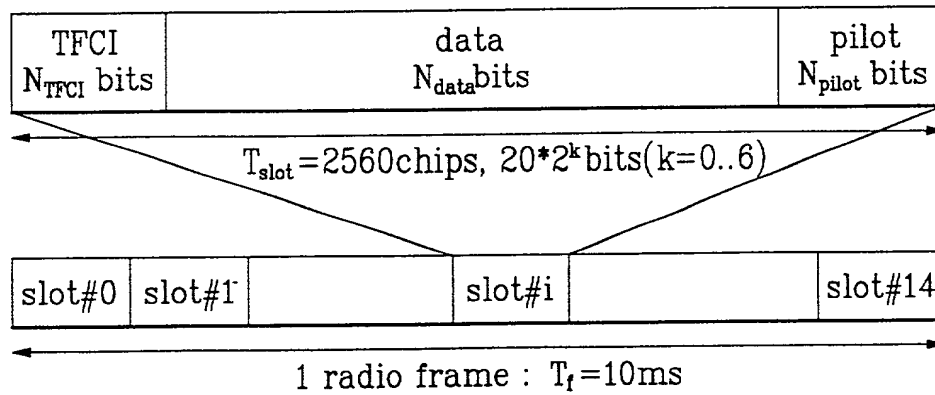 TFCI
N_TFCI bits
data
N_data bits
pilot
N_pilot bits
T_slot=2560chips, 20*2^k bits(k=0..6)
slot#0
slot#1
slot#i
slot#14
1 radio frame : T_f=10ms